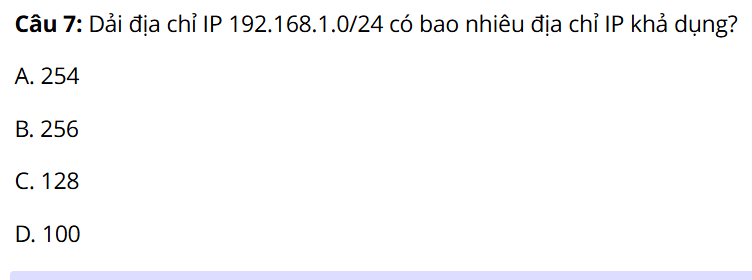 Câu 7: Dải địa chỉ IP 192.168.1.0/24 có bao nhiêu địa chỉ IP khả dụng?
A. 254
B. 256
C. 128
D. 100